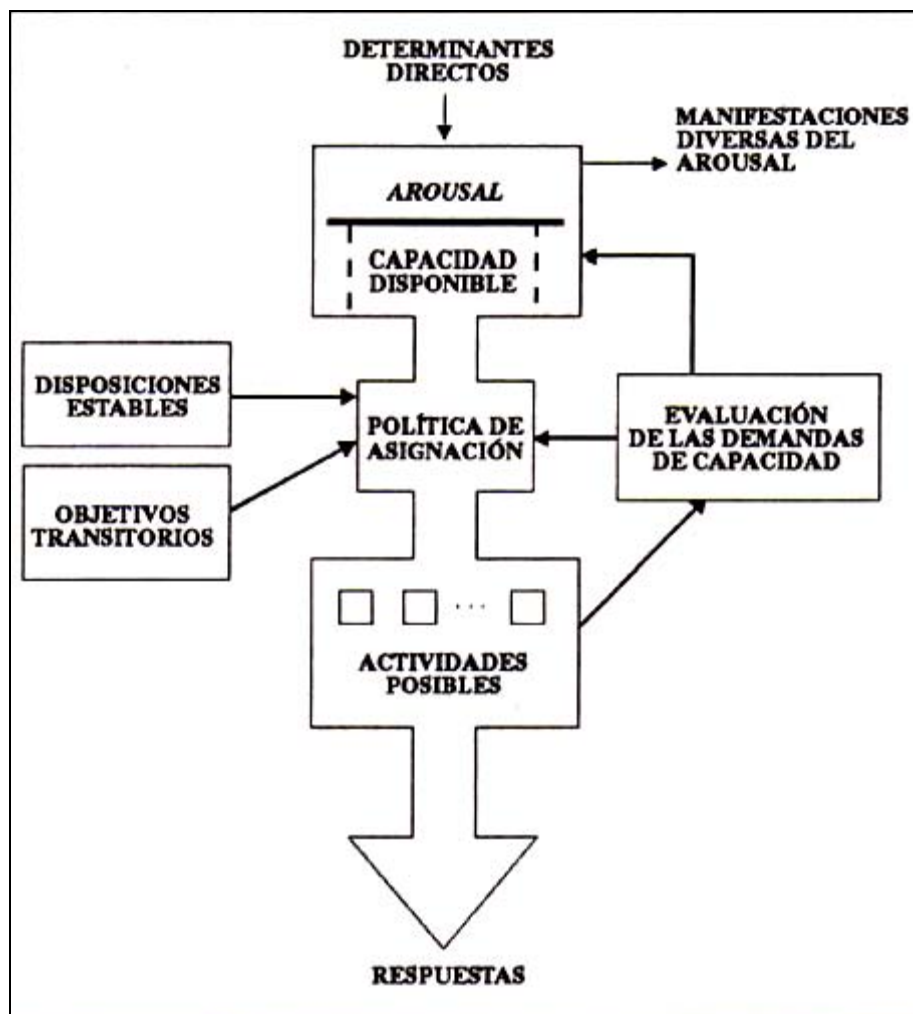 DETERMINANTES
DIRECTOS
MANIFESTACIONES
DIVERSAS DEL
AROUSAL
AROUSAL
CAPACIDAD
DISPONIBLE
DISPOSICIONES
ESTABLES
POLÍTICA DE
ASIGNACIÓN
EVALUACIÓN
DE LAS DEMANDAS
DE CAPACIDAD
OBJETIVOS
TRANSITORIOS
...
ACTIVIDADES
POSIBLES
RESPUESTAS